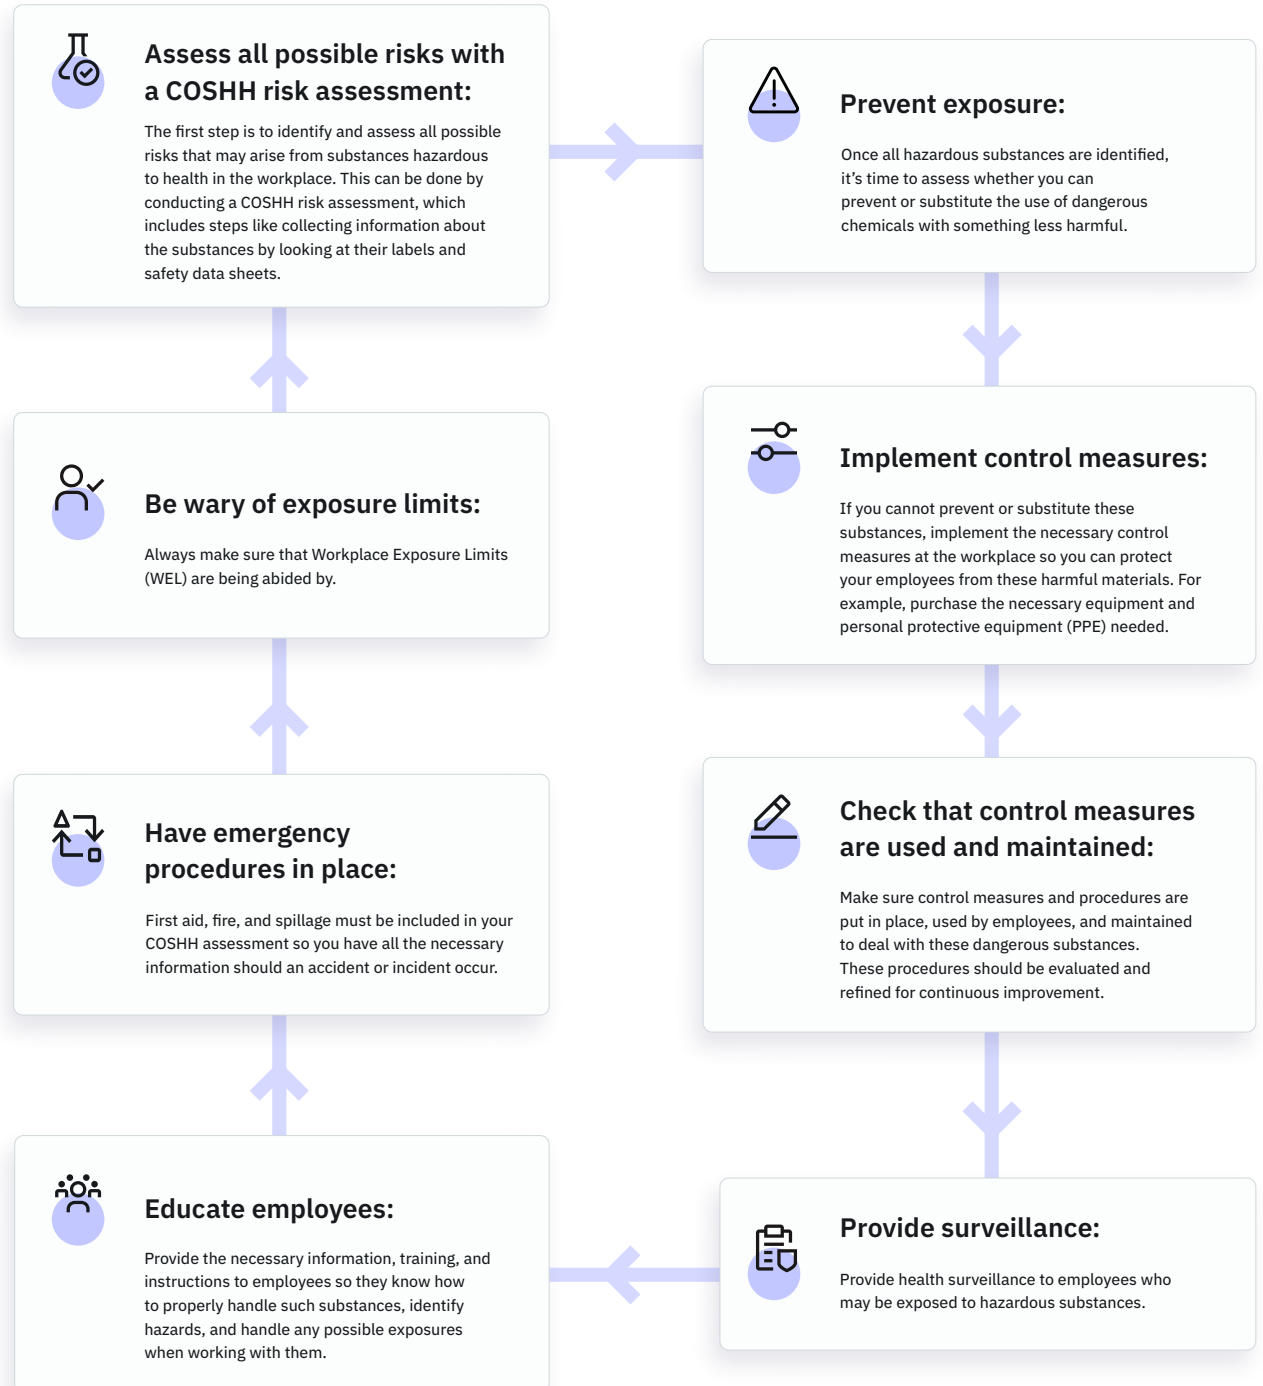 Assess all possible risks with
a COSHH risk assessment:
The first step is to identify and assess all possible
risks that may arise from substances hazardous
to health in the workplace. This can be done by
conducting a COSHH risk assessment, which
includes steps like collecting information about
the substances by looking at their labels and
safety data sheets.
Prevent exposure:
Once all hazardous substances are identified,
it’s time to assess whether you can
prevent or substitute the use of dangerous
chemicals with something less harmful.
Implement control measures:
If you cannot prevent or substitute these
substances, implement the necessary control
measures at the workplace so you can protect
your employees from these harmful materials. For
example, purchase the necessary equipment and
personal protective equipment (PPE) needed.
Check that control measures
are used and maintained:
Make sure control measures and procedures are
put in place, used by employees, and maintained
to deal with these dangerous substances.
These procedures should be evaluated and
refined for continuous improvement.
Provide surveillance:
Provide health surveillance to employees who
may be exposed to hazardous substances.
Educate employees:
Provide the necessary information, training, and
instructions to employees so they know how
to properly handle such substances, identify
hazards, and handle any possible exposures
when working with them.
Have emergency
procedures in place:
First aid, fire, and spillage must be included in your
COSHH assessment so you have all the necessary
information should an accident or incident occur.
Be wary of exposure limits:
Always make sure that Workplace Exposure Limits
(WEL) are being abided by.